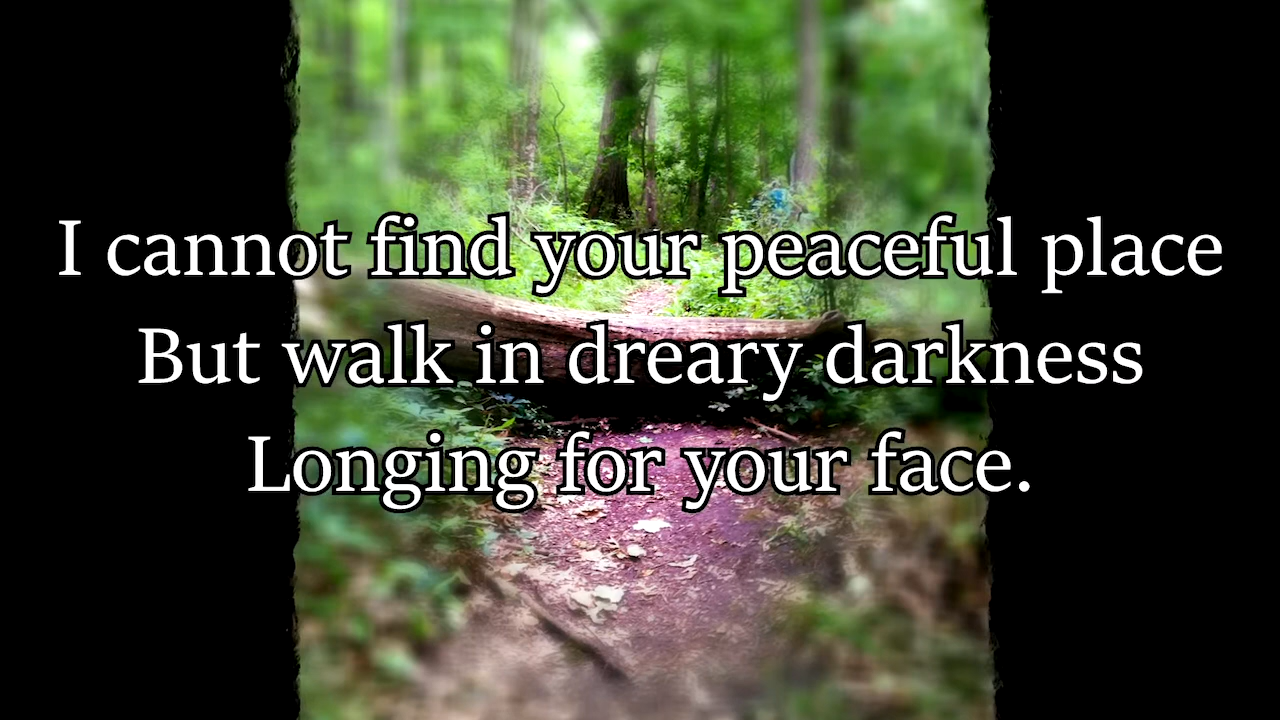 I cannot find your peaceful place
But walk in dreary darkness
Longing for your face.